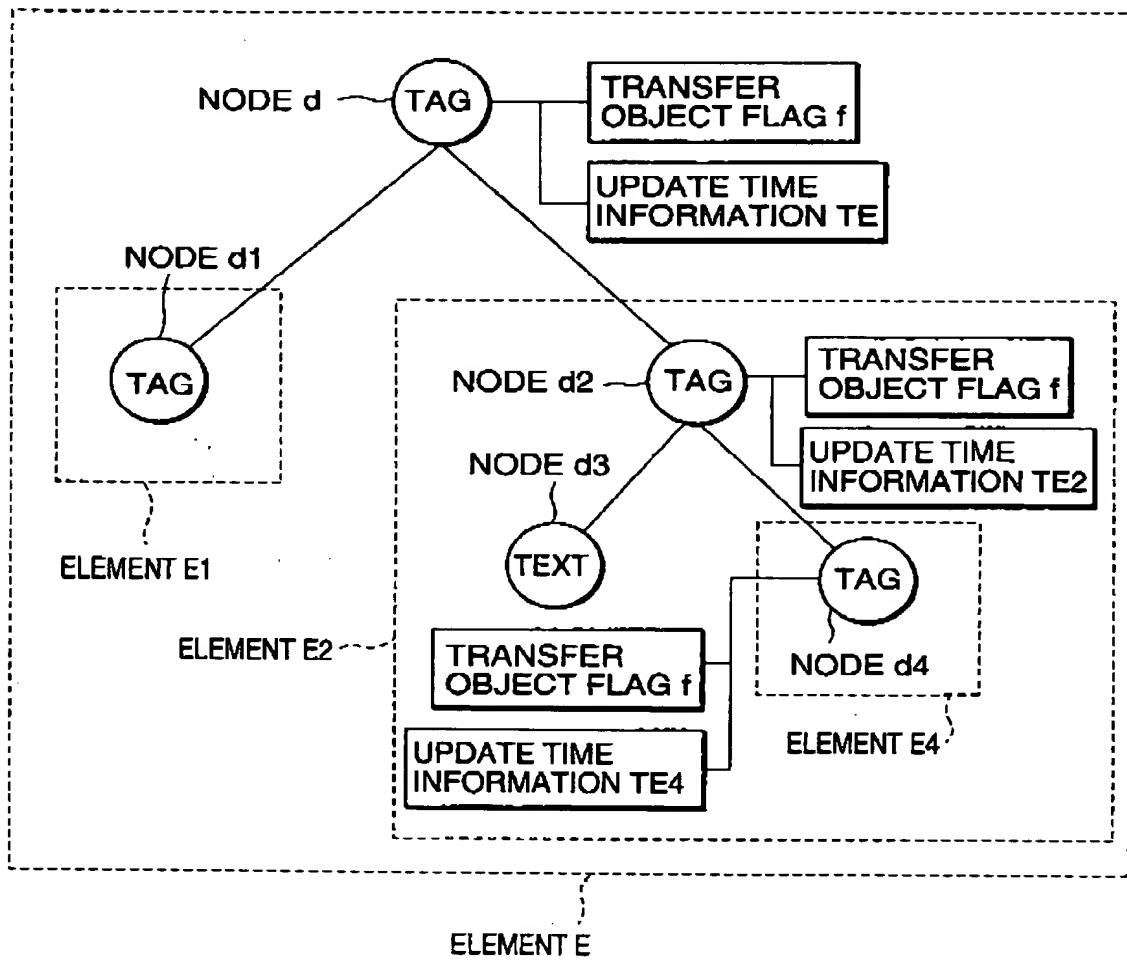 NODE d
TAG
TRANSFER
OBJECT FLAG f
UPDATE TIME
INFORMATION TE
NODE d1
TAG
NODE d2
TAG
TRANSFER
OBJECT FLAG f
UPDATE TIME
INFORMATION TE2
NODE d3
TEXT
TAG
NODE d4
ELEMENT E1
ELEMENT E2
TRANSFER
OBJECT FLAG f
UPDATE TIME
INFORMATION TE4
ELEMENT E4
ELEMENT E